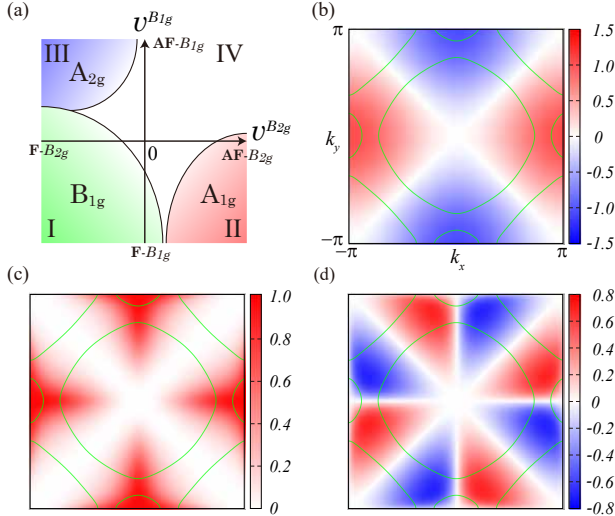 (a)
v^{B1g}
AF-B1g
III
IV
A2g
v^{B2g}
F-B2g
0
AF-B2g
B1g
A1g
I
II
F-B1g
(b)
π
ky
−π
−π
kx
π
1.5
1.0
0.5
0
-0.5
-1.0
-1.5
(c)
1.0
0.8
0.6
0.4
0.2
0
(d)
0.8
0.6
0.4
0.2
0
-0.2
-0.4
-0.6
-0.8